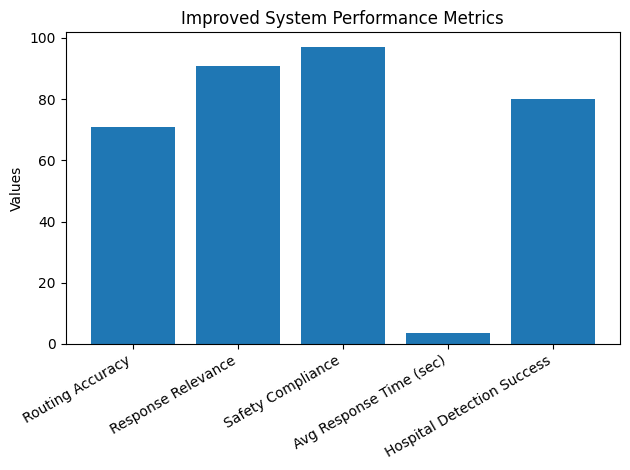 Improved System Performance Metrics
Values
100
80
60
40
20
0
Routing Accuracy
Response Relevance
Safety Compliance
Avg Response Time (sec)
Hospital Detection Success